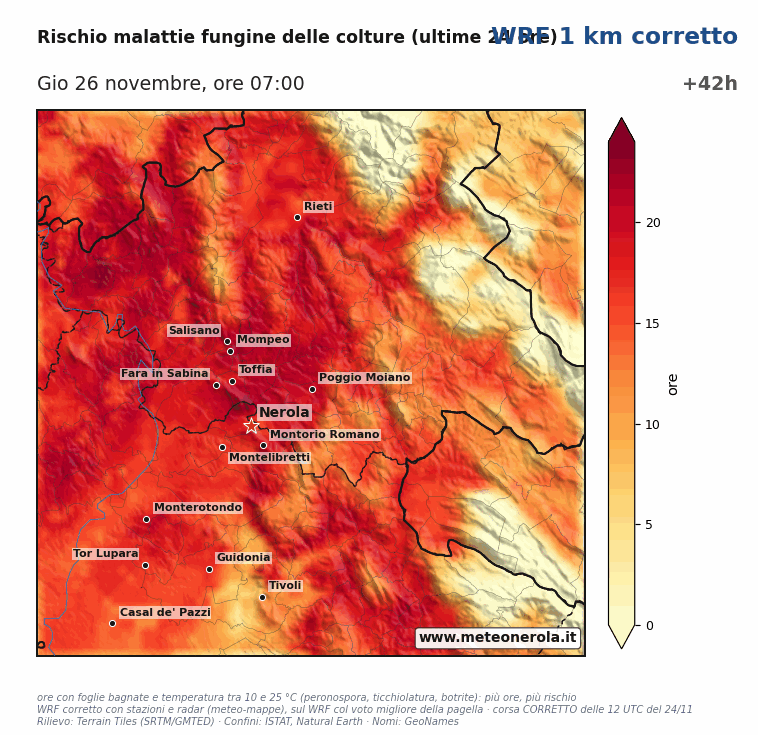 Rischio malattie fungine delle colture (ultime 24 ore)
WRF 1 km corretto
Gio 26 novembre, ore 07:00
+42h
Rieti
Salisano
Mompeo
Toffia
Fara in Sabina
Poggio Moiano
Nerola
Montorio Romano
Montelibretti
Monterotondo
Tor Lupara
Guidonia
Tivoli
Casal de' Pazzi
www.meteonerola.it
20
15
10
5
0
ore
ore con foglie bagnate e temperatura tra 10 e 25 °C (peronospora, ticchiolatura, botrite): più ore, più rischio
WRF corretto con stazioni e radar (meteo-mappe), sul WRF col voto migliore della pagella · corsa CORRETTO delle 12 UTC del 24/11
Rilievo: Terrain Tiles (SRTM/GMTED) · Confini: ISTAT, Natural Earth · Nomi: GeoNames